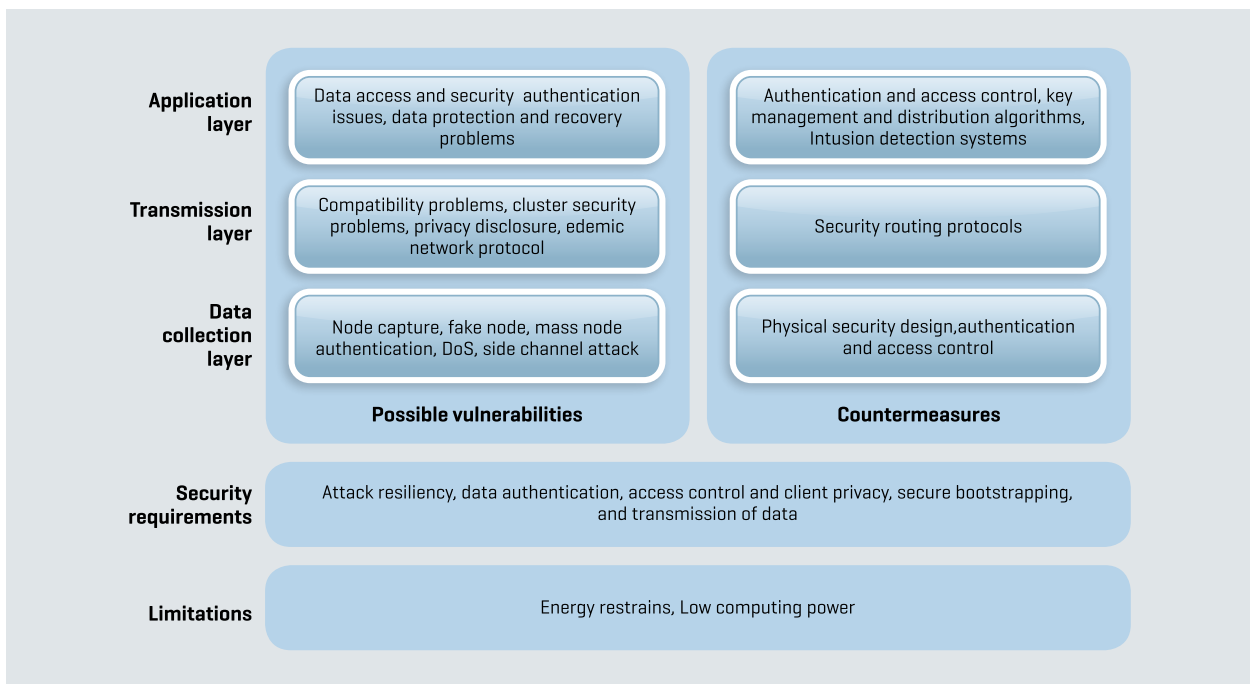 Application
layer
Data access and security authentication
issues, data protection and recovery
problems
Authentication and access control, key
management and distribution algorithms,
Intusion detection systems
Transmission
layer
Compatibility problems, cluster security
problems, privacy disclosure, edemic
network protocol
Security routing protocols
Data
collection
layer
Node capture, fake node, mass node
authentication, DoS, side channel attack
Physical security design,authentication
and access control
Possible vulnerabilities
Countermeasures
Security
requirements
Attack resiliency, data authentication, access control and client privacy, secure bootstrapping,
and transmission of data
Limitations
Energy restrains, Low computing power